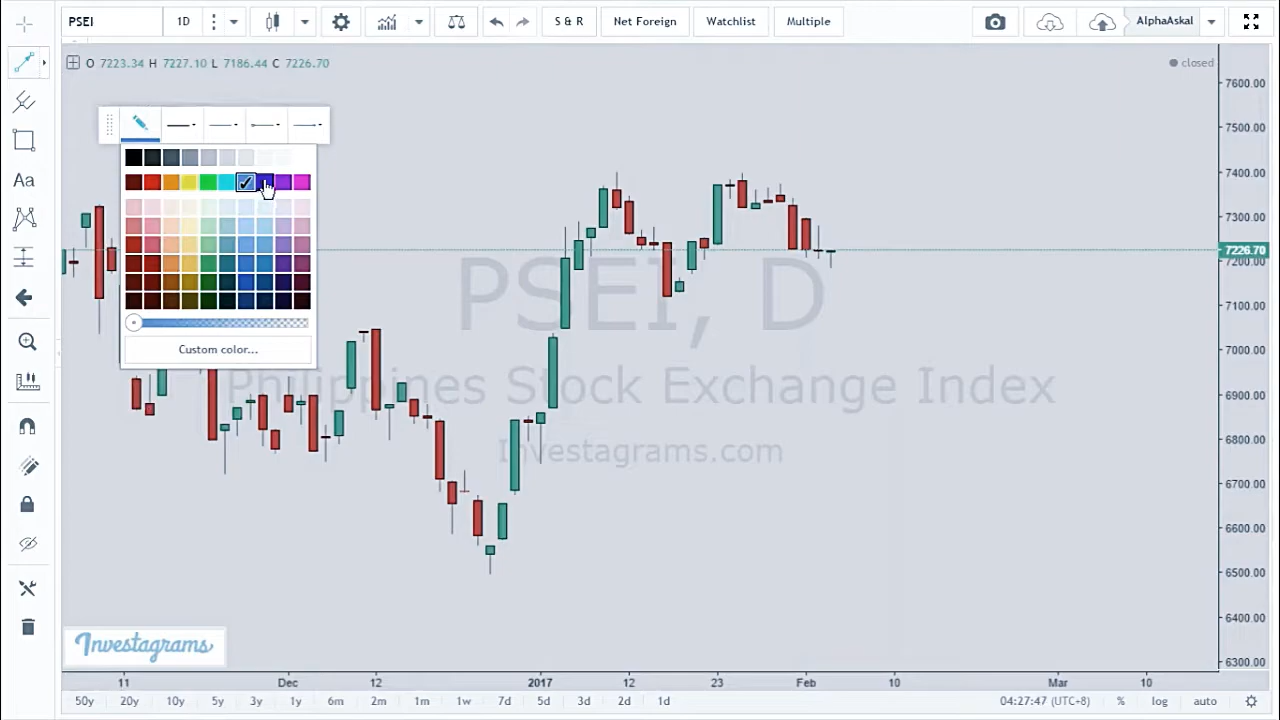 PSEI 1D S & R Net Foreign Watchlist Multiple AlphaAskal
O 7223.34 H 7227.10 L 7186.44 C 7226.70
closed
7600.00
7500.00
7400.00
7300.00
7226.70
7200.00
7100.00
7000.00
6900.00
6800.00
6700.00
6600.00
6500.00
6400.00
6300.00
Aa
Custom color...
PSEI, D
Philippines Stock Exchange Index
Investagrams.com
Investagrams
11 Dec 12 2017 12 23 Feb 10 Mar 10
50y 20y 10y 5y 3y 1y 6m 2m 1m 1w 7d 5d 3d 2d 1d 04:27:47 (UTC+8) % log auto